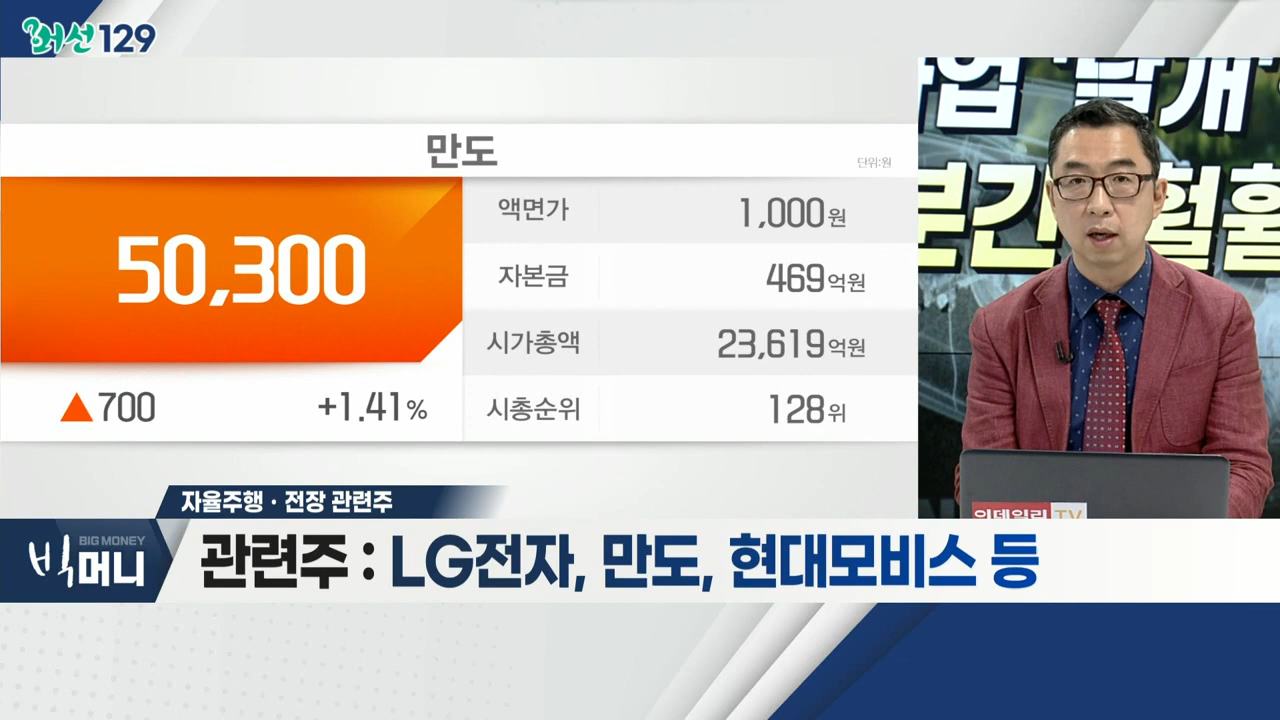 머선129
만도
단위:원
50,300
▲700 +1.41%
액면가 1,000원
자본금 469억원
시가총액 23,619억원
시총순위 128위
분간
자율주행·전장 관련주
BIG MONEY
빅머니
관련주 : LG전자, 만도, 현대모비스 등
이데일리TV